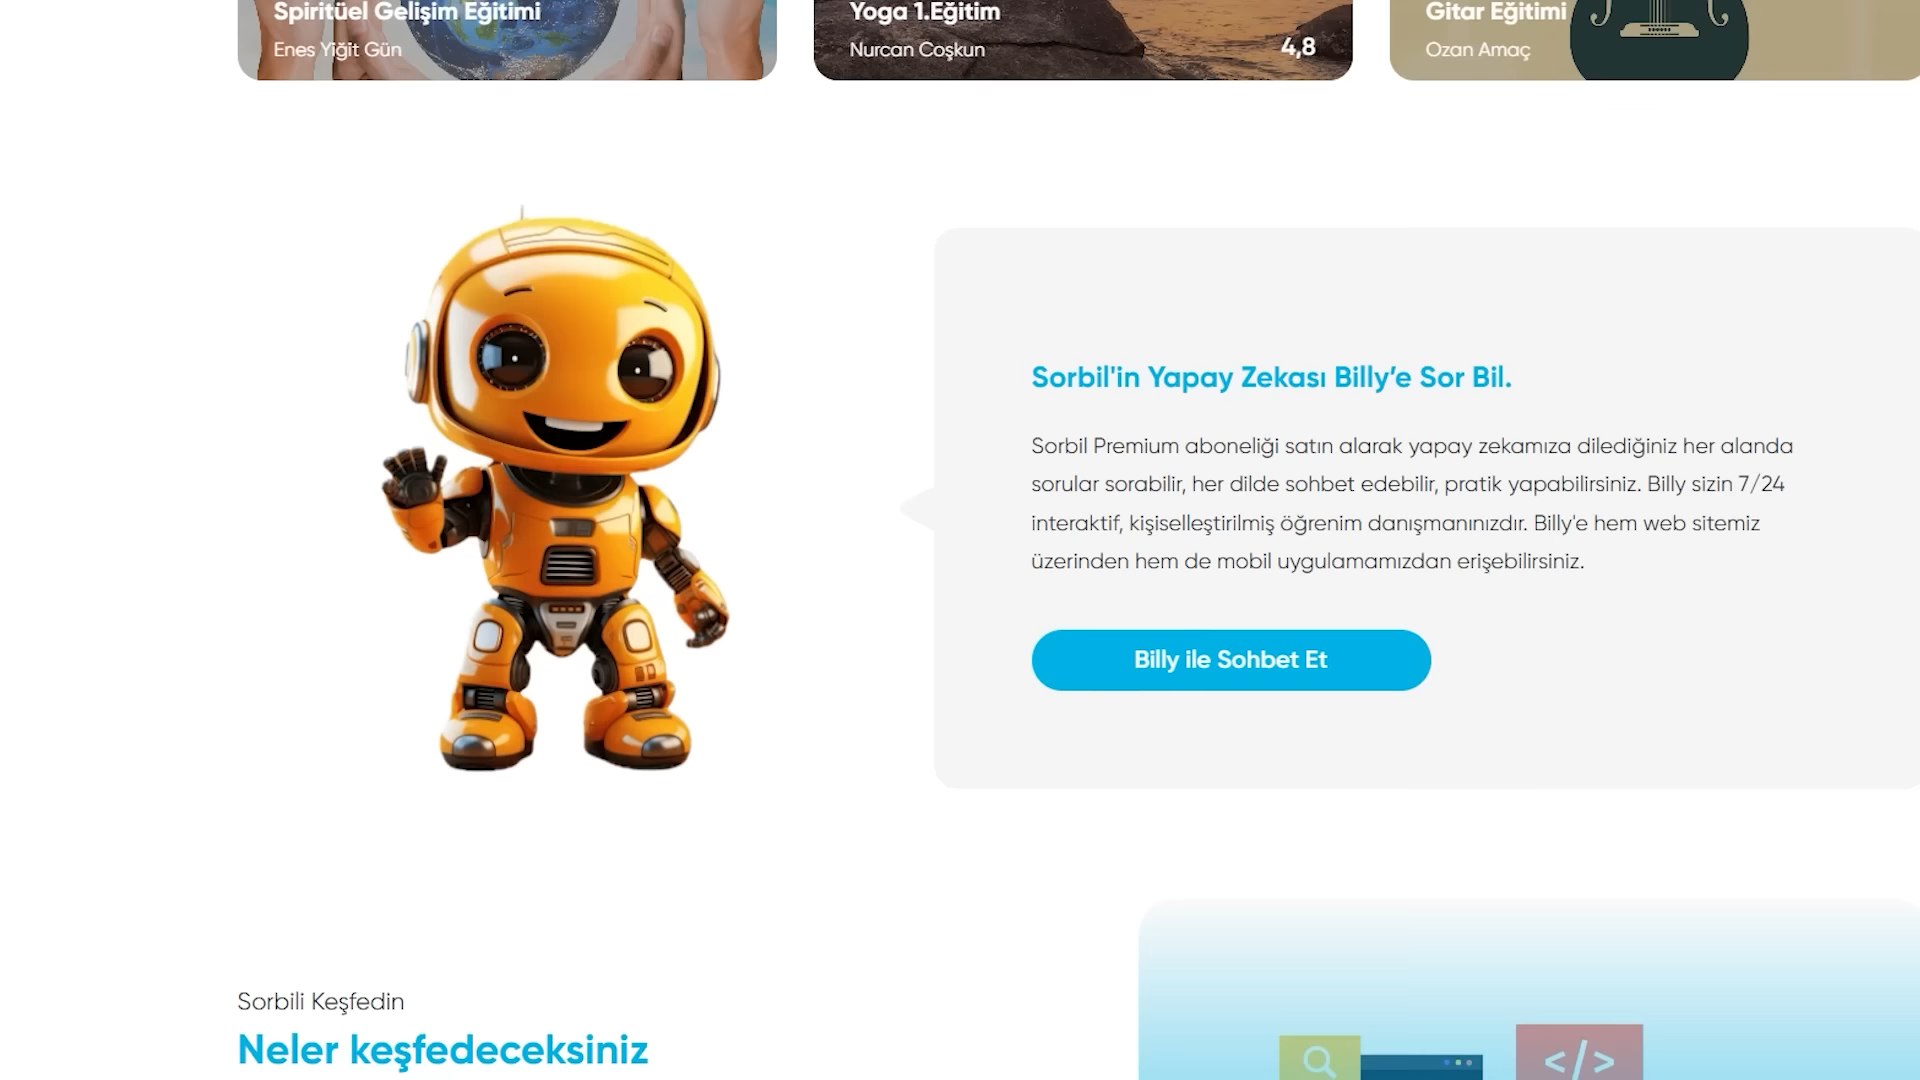 Spiritüel Gelişim Eğitimi
Enes Yiğit Gün
Yoga 1.Eğitim
Nurcan Coşkun
4,8
Gitar Eğitimi
Ozan Amaç
Sorbil'in Yapay Zekası Billy’e Sor Bil.
Sorbil Premium aboneliği satın alarak yapay zekamıza dilediğiniz her alanda
sorular sorabilir, her dilde sohbet edebilir, pratik yapabilirsiniz. Billy sizin 7/24
interaktif, kişiselleştirilmiş öğrenim danışmanınızdır. Billy'e hem web sitemiz
üzerinden hem de mobil uygulamamızdan erişebilirsiniz.
Billy ile Sohbet Et
Sorbili Keşfedin
Neler keşfedeceksiniz
</>